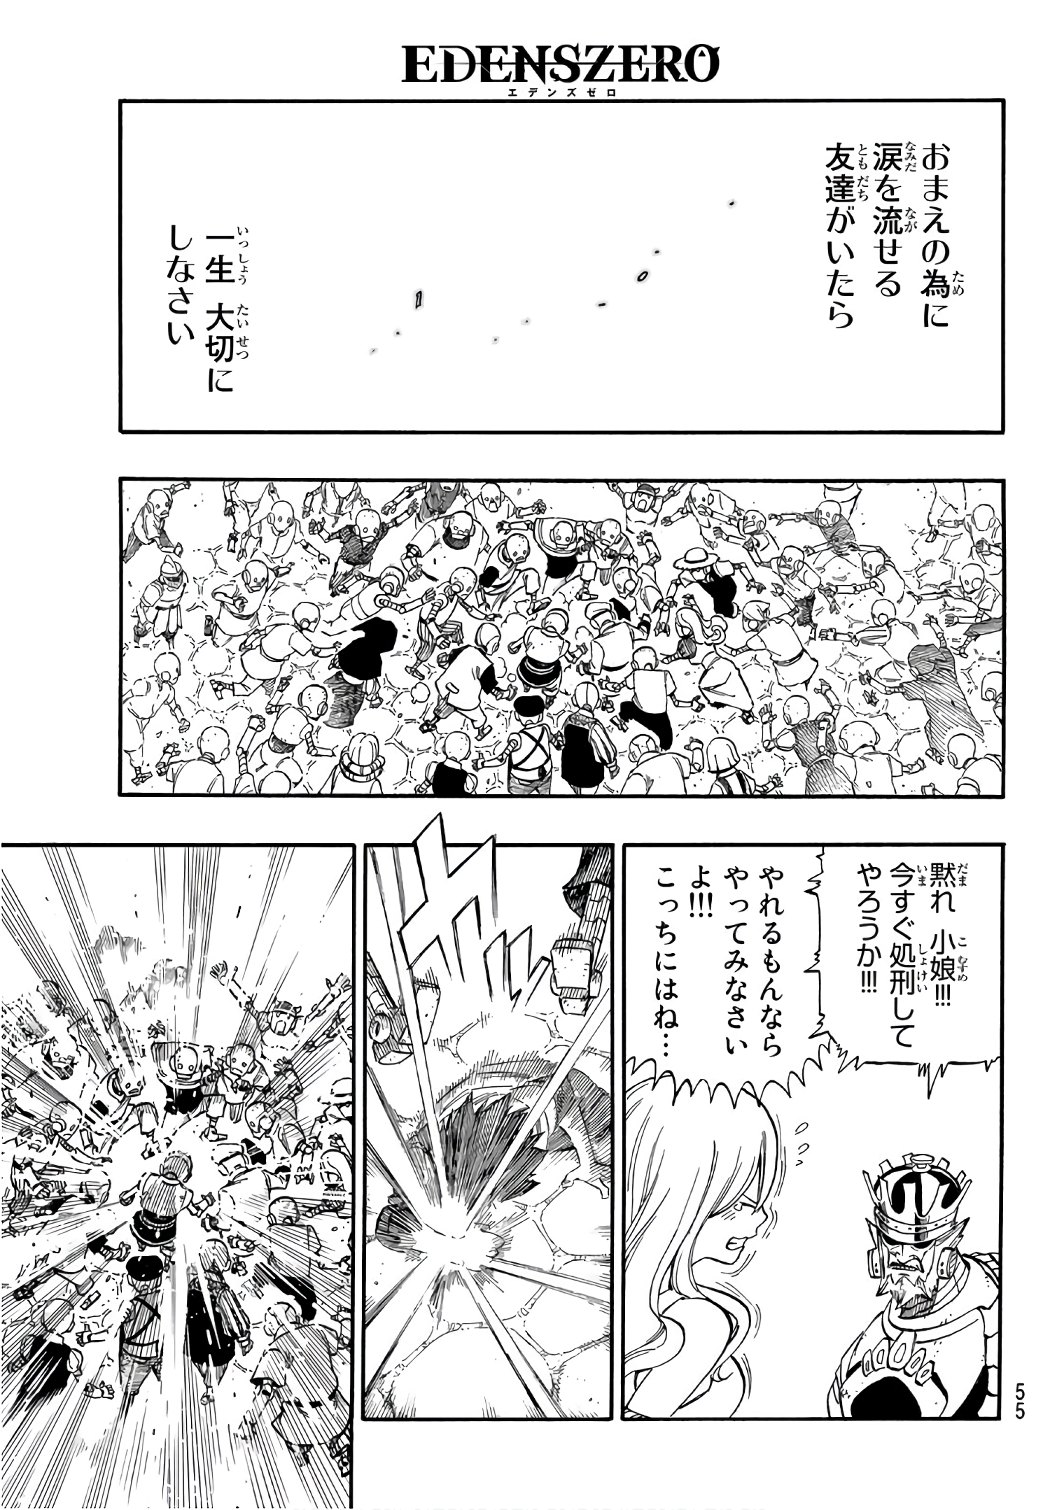 EDENSZERO
エデンズゼロ
おまえの為に
涙を流せる
友達がいたら
一生 大切に
しなさい
黙れ 小娘!!!
今すぐ処刑して
やろうか!!!
やれるもんなら
やってみなさい
よ!!!
こっちにはね…
カッ
55